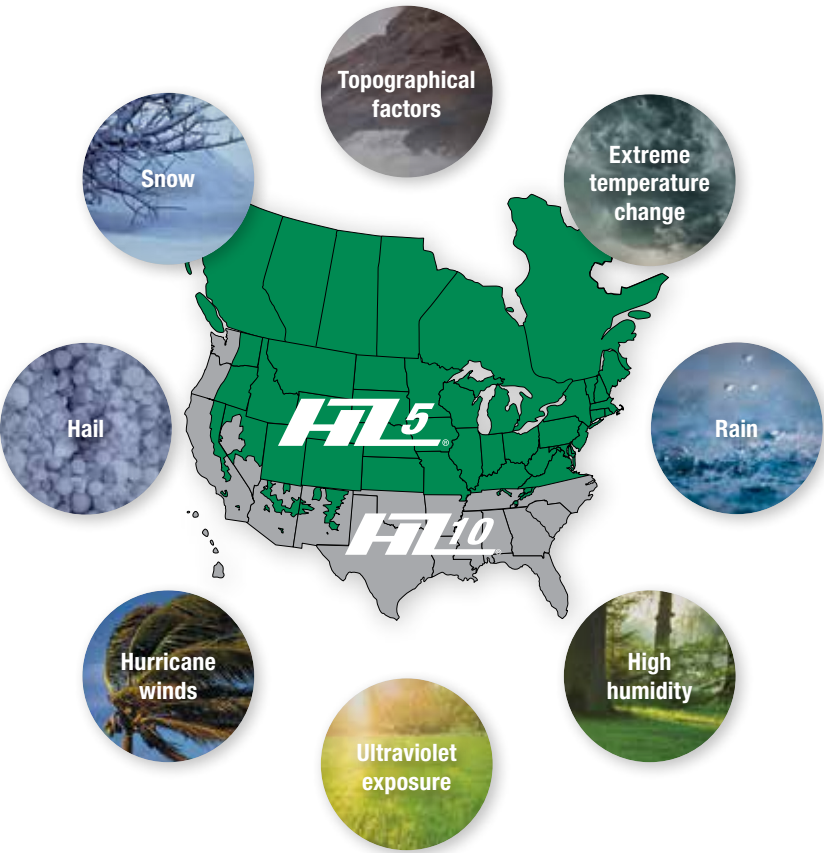 Topographical
factors
Snow
Extreme
temperature
change
Hail
HZ5®
Rain
HZ10
Hurricane
winds
High
humidity
Ultraviolet
exposure